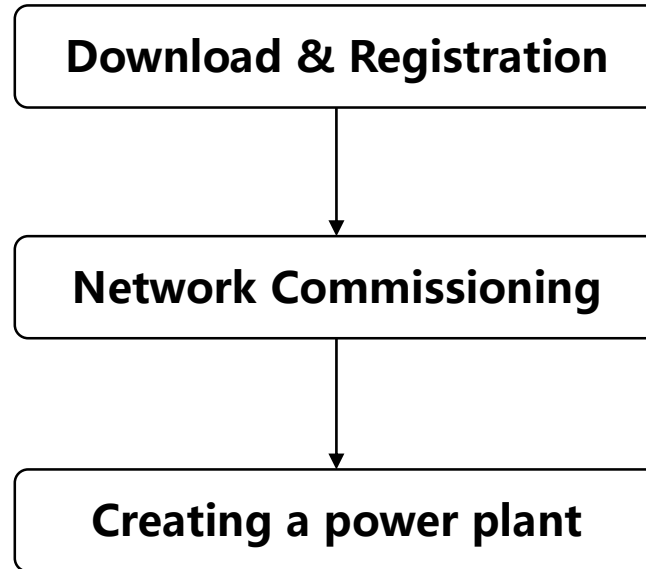 Download & Registration
Network Commissioning
Creating a power plant